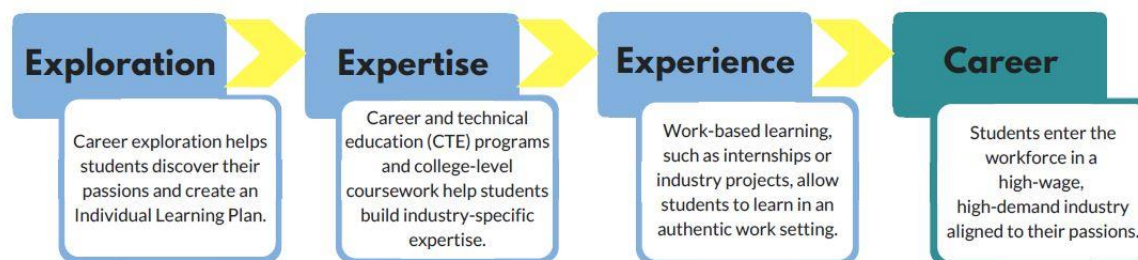 Exploration
Career exploration helps
students discover their
passions and create an
Individual Learning Plan.
Expertise
Career and technical
education (CTE) programs
and college-level
coursework help students
build industry-specific
expertise.
Experience
Work-based learning,
such as internships or
industry projects, allow
students to learn in an
authentic work setting.
Career
Students enter the
workforce in a
high-wage,
high-demand industry
aligned to their passions.